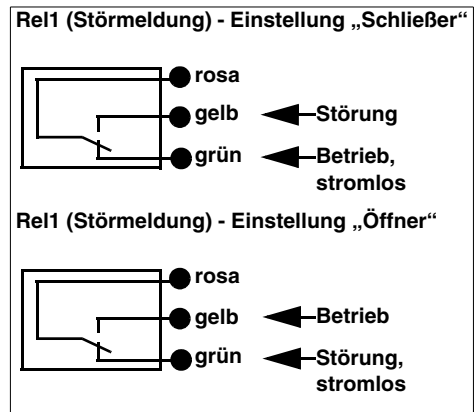 Rel1 (Störmeldung) - Einstellung „Schließer“
rosa
gelb Störung
grün Betrieb,
stromlos
Rel1 (Störmeldung) - Einstellung „Öffner“
rosa
gelb Betrieb
grün Störung,
stromlos